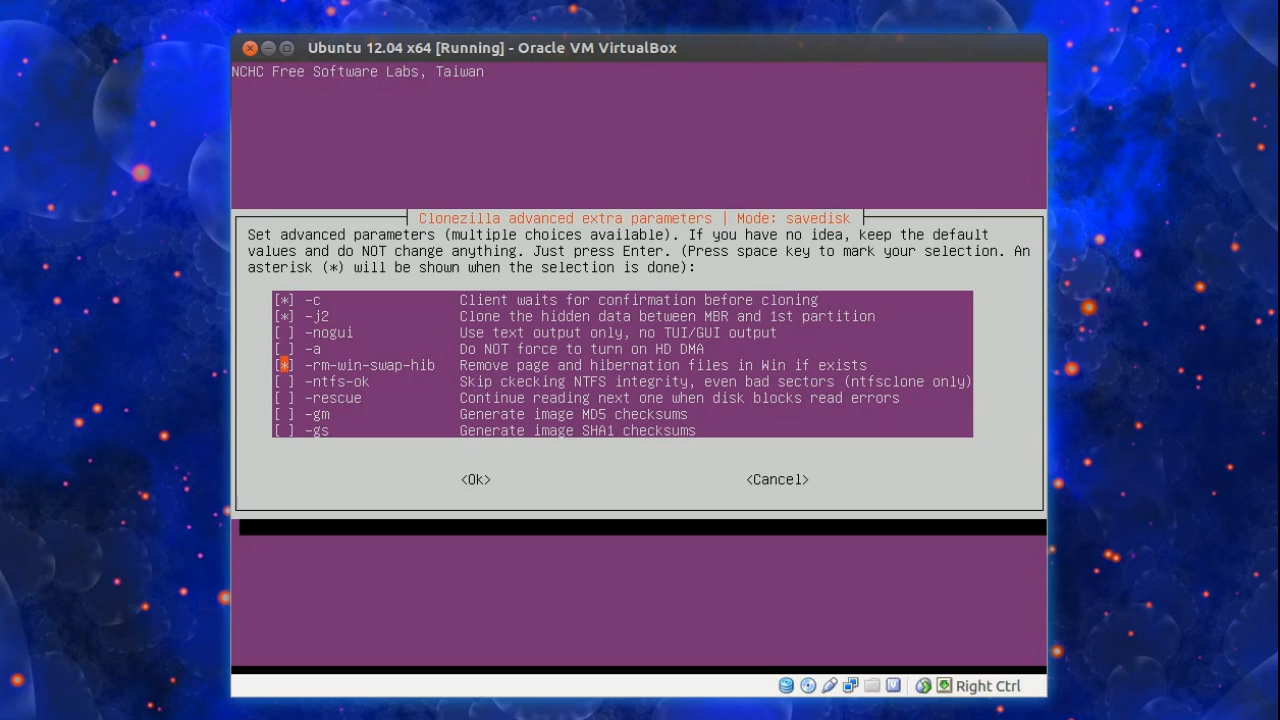 Ubuntu 12.04 x64 [Running] - Oracle VM VirtualBox
NCHC Free Software Labs, Taiwan
Clonezilla advanced extra parameters | Mode: savedisk
Set advanced parameters (multiple choices available). If you have no idea, keep the default
values and do NOT change anything. Just press Enter. (Press space key to mark your selection. An
asterisk (*) will be shown when the selection is done):
[*] -c Client waits for confirmation before cloning
[*] -j2 Clone the hidden data between MBR and 1st partition
[ ] -nogui Use text output only, no TUI/GUI output
[ ] -a Do NOT force to turn on HD DMA
[*] -rm-win-swap-hib Remove page and hibernation files in Win if exists
[ ] -ntfs-ok Skip ckecking NTFS integrity, even bad sectors (ntfsclone only)
[ ] -rescue Continue reading next one when disk blocks read errors
[ ] -gm Generate image MD5 checksums
[ ] -gs Generate image SHA1 checksums
<Ok> <Cancel>
Right Ctrl